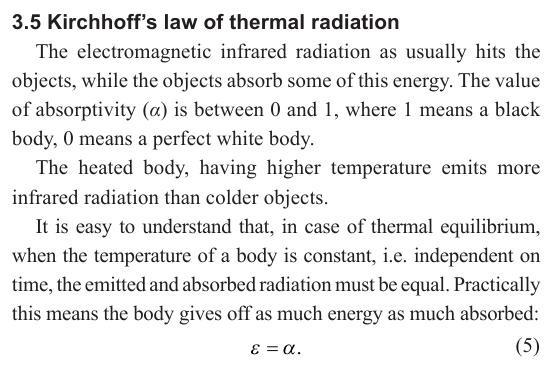 3.5 Kirchhoff’s law of thermal radiation
The electromagnetic infrared radiation as usually hits the
objects, while the objects absorb some of this energy. The value
of absorptivity (α) is between 0 and 1, where 1 means a black
body, 0 means a perfect white body.
The heated body, having higher temperature emits more
infrared radiation than colder objects.
It is easy to understand that, in case of thermal equilibrium,
when the temperature of a body is constant, i.e. independent on
time, the emitted and absorbed radiation must be equal. Practically
this means the body gives off as much energy as much absorbed:
ε = α. (5)